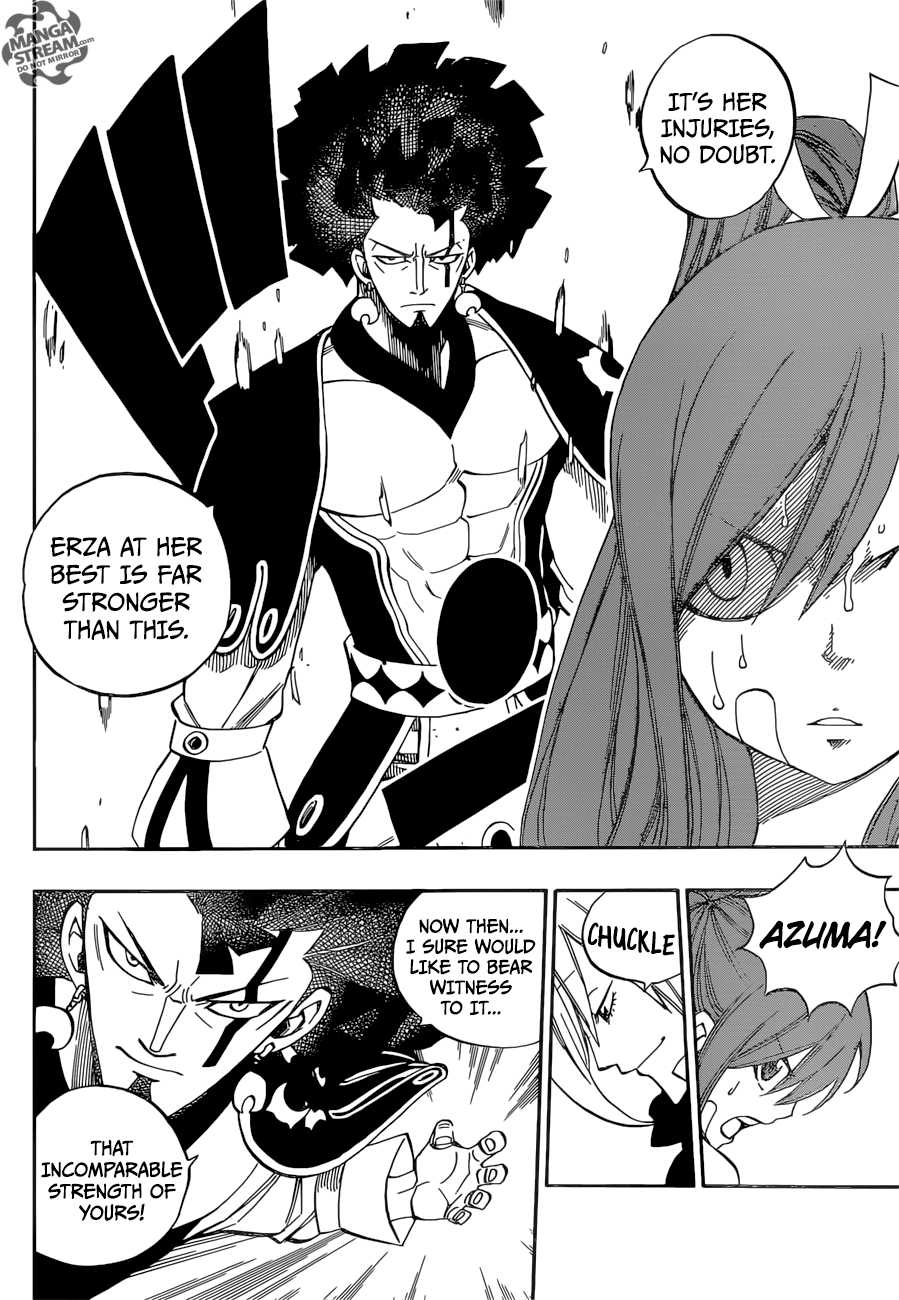 MANGA
STREAM.com
DO NOT MIRROR
IT'S HER
INJURIES,
NO DOUBT.
ERZA AT HER
BEST IS FAR
STRONGER
THAN THIS.
AZUMA!
CHUCKLE
NOW THEN...
I SURE WOULD
LIKE TO BEAR
WITNESS
TO IT...
THAT
INCOMPARABLE
STRENGTH OF
YOURS!